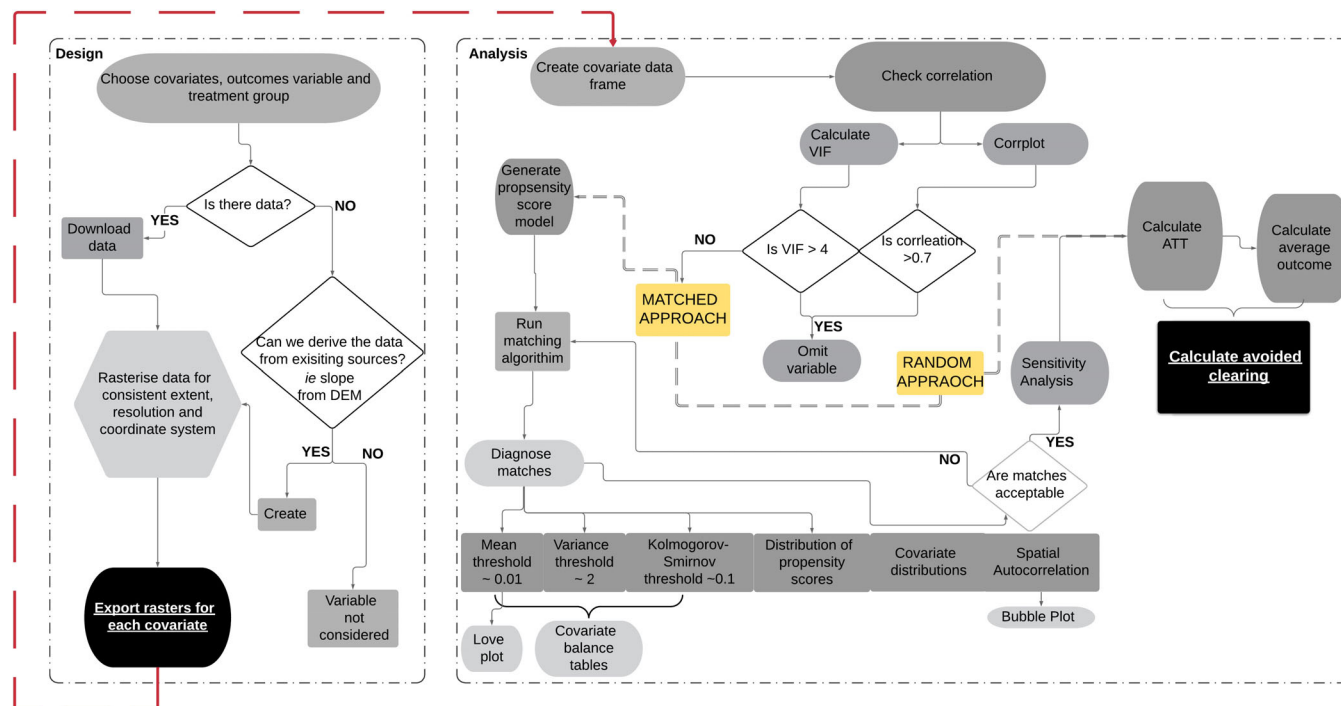 Design
Choose covariates, outcomes variable and
treatment group
Is there data?
YES
NO
Download
data
Can we derive the data
from exisiting sources?
ie slope
from DEM
Rasterise data for
consistent extent,
resolution and
coordinate system
YES
NO
Create
Export rasters for
each covariate
Variable
not
considered
Analysis
Create covariate data
frame
Check correlation
Calculate
VIF
Corrplot
Generate
propsensity
score
model
Is VIF > 4
Is corrleation
>0.7
NO
MATCHED
APPROACH
YES
Omit
variable
RANDOM
APPRAOCH
Run
matching
algorithim
Calculate
ATT
Calculate
average
outcome
Calculate avoided
clearing
Sensitivity
Analysis
YES
NO
Are matches
acceptable
Diagnose
matches
Mean
threshold
~ 0.01
Variance
threshold
~ 2
Kolmogorov-
Smirnov
threshold ~0.1
Distribution of
propensity
scores
Covariate
distributions
Spatial
Autocorrelation
Love
plot
Covariate
balance
tables
Bubble Plot